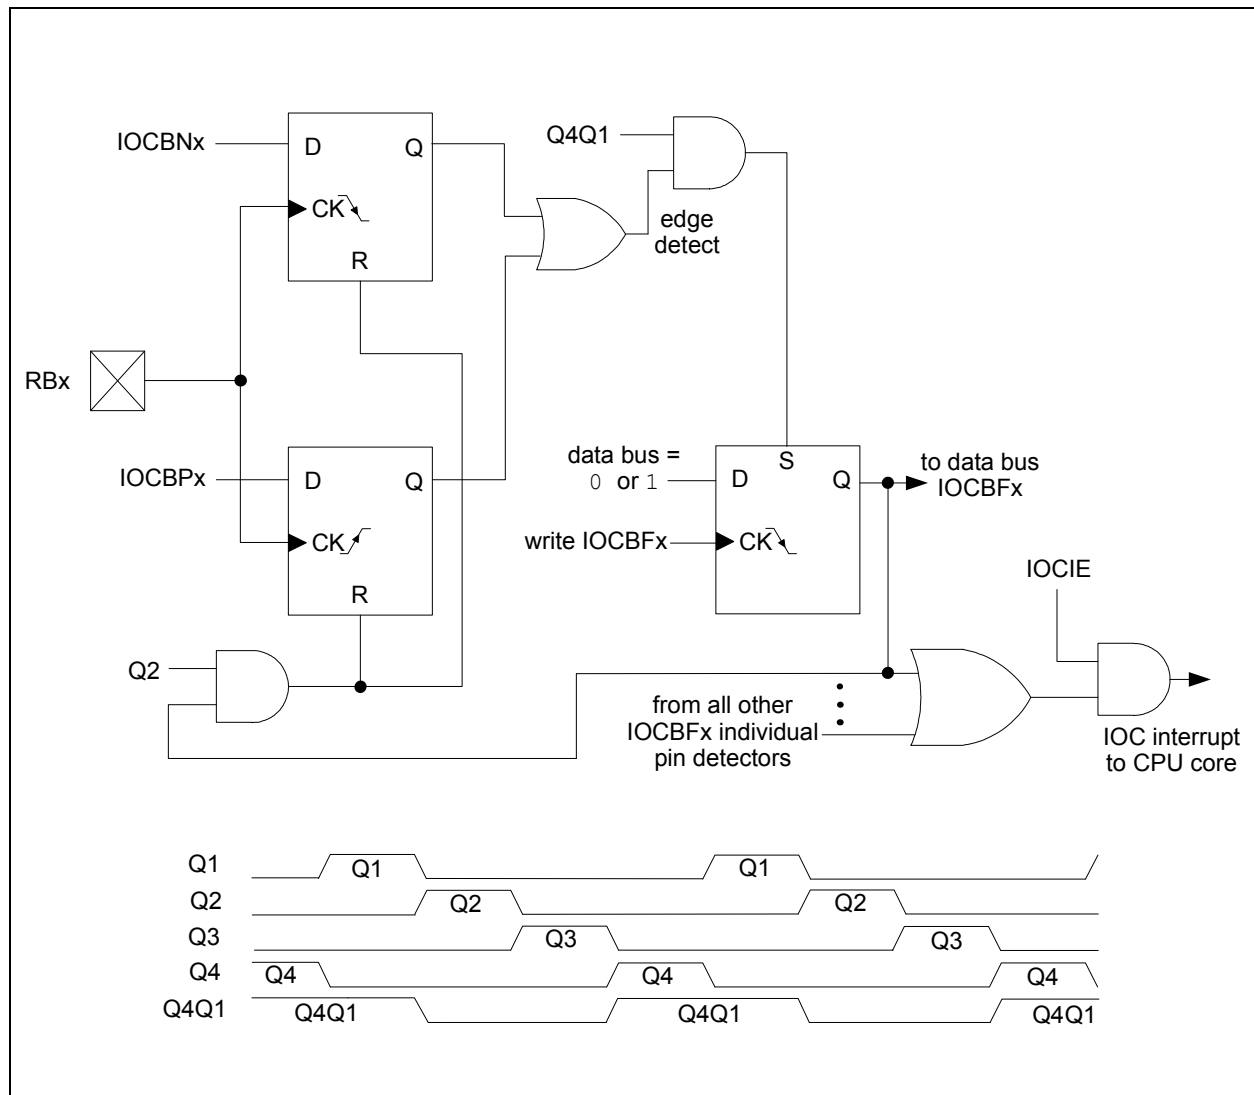 IOCBNx
D
Q
CK
R
Q4Q1
edge
detect
RBx
IOCBPx
D
Q
CK
R
data bus =
0 or 1
S
D
Q
to data bus
IOCBFx
write IOCBFx
CK
IOCIE
Q2
from all other
IOCBFx individual
pin detectors
IOC interrupt
to CPU core
Q1 Q1 Q1
Q2 Q2 Q2
Q3 Q3 Q3
Q4 Q4 Q4 Q4
Q4Q1 Q4Q1 Q4Q1 Q4Q1